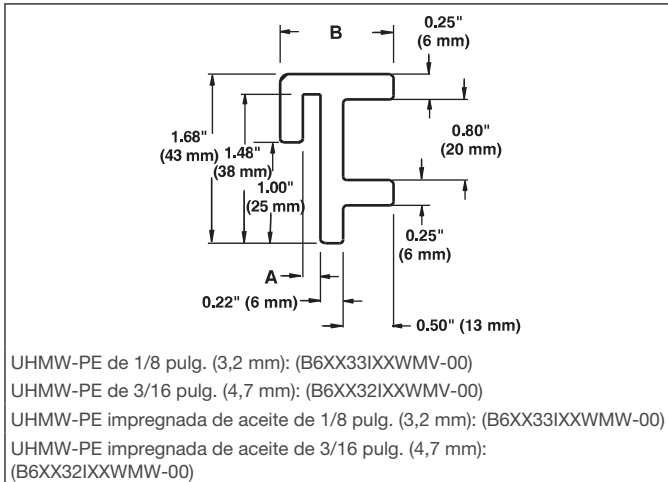 B
0.25"
(6 mm)
1.68"
(43 mm)
1.48"
(38 mm)
1.00"
(25 mm)
0.80"
(20 mm)
0.25"
(6 mm)
A
0.22" (6 mm)
0.50" (13 mm)
UHMW-PE de 1/8 pulg. (3,2 mm): (B6XX33IXXWMV-00)
UHMW-PE de 3/16 pulg. (4,7 mm): (B6XX32IXXWMV-00)
UHMW-PE impregnada de aceite de 1/8 pulg. (3,2 mm): (B6XX33IXXWMW-00)
UHMW-PE impregnada de aceite de 3/16 pulg. (4,7 mm):
(B6XX32IXXWMW-00)